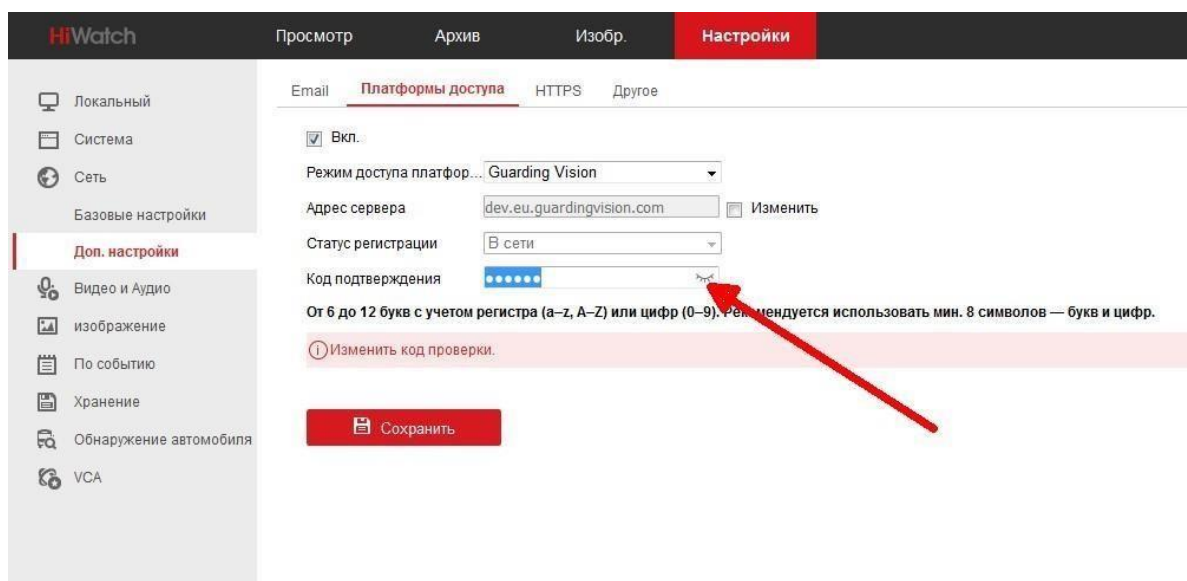 HiWatch
Просмотр Архив Изобр. Настройки
Локальный
Система
Сеть
Базовые настройки
Доп. настройки
Видео и Аудио
изображение
По событию
Хранение
Обнаружение автомобиля
VCA
Email Платформы доступа HTTPS Другое
Вкл.
Режим доступа платфор... Guarding Vision
Адрес сервера dev.eu.guardingvision.com Изменить
Статус регистрации В сети
Код подтверждения ••••••
От 6 до 12 букв с учетом регистра (a–z, A–Z) или цифр (0–9). Рекомендуется использовать мин. 8 символов — букв и цифр.
Изменить код проверки.
Сохранить